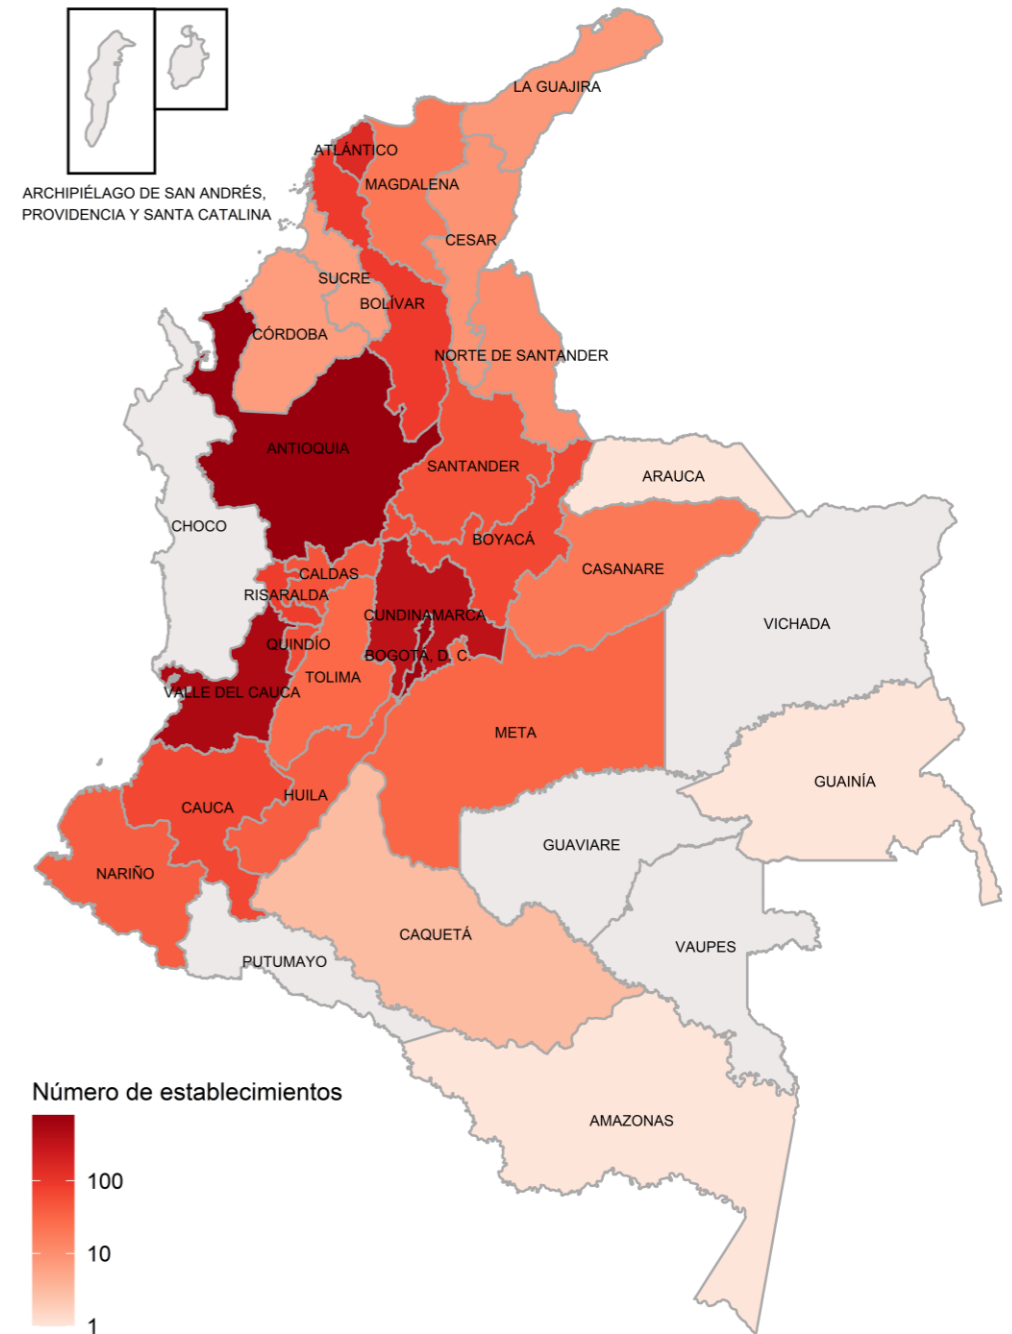 LA GUAJIRA
ATLÁNTICO
MAGDALENA
ARCHIPIÉLAGO DE SAN ANDRÉS,
PROVIDENCIA Y SANTA CATALINA
CESAR
SUCRE
BOLÍVAR
CÓRDOBA
NORTE DE SANTANDER
ANTIOQUIA
SANTANDER
ARAUCA
CHOCO
BOYACÁ
CASANARE
CALDAS
RISARALDA
CUNDINAMARCA
VICHADA
QUINDÍO
BOGOTÁ, D. C.
TOLIMA
VALLE DEL CAUCA
META
GUAINÍA
HUILA
CAUCA
GUAVIARE
NARIÑO
CAQUETÁ
VAUPES
PUTUMAYO
Número de establecimientos
AMAZONAS
100
10
1